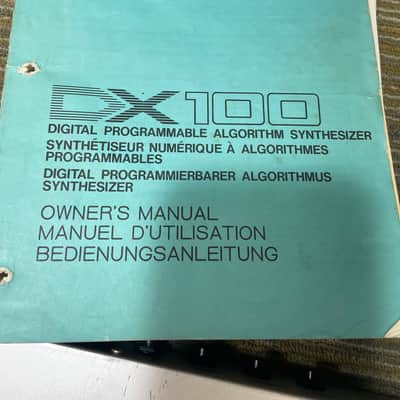 DX100
DIGITAL PROGRAMMABLE ALGORITHM SYNTHESIZER
SYNTHÉTISEUR NUMÉRIQUE À ALGORITHMES
PROGRAMMABLES
DIGITAL PROGRAMMIERBARER ALGORITHMUS
SYNTHESIZER
OWNER'S MANUAL
MANUEL D'UTILISATION
BEDIENUNGSANLEITUNG